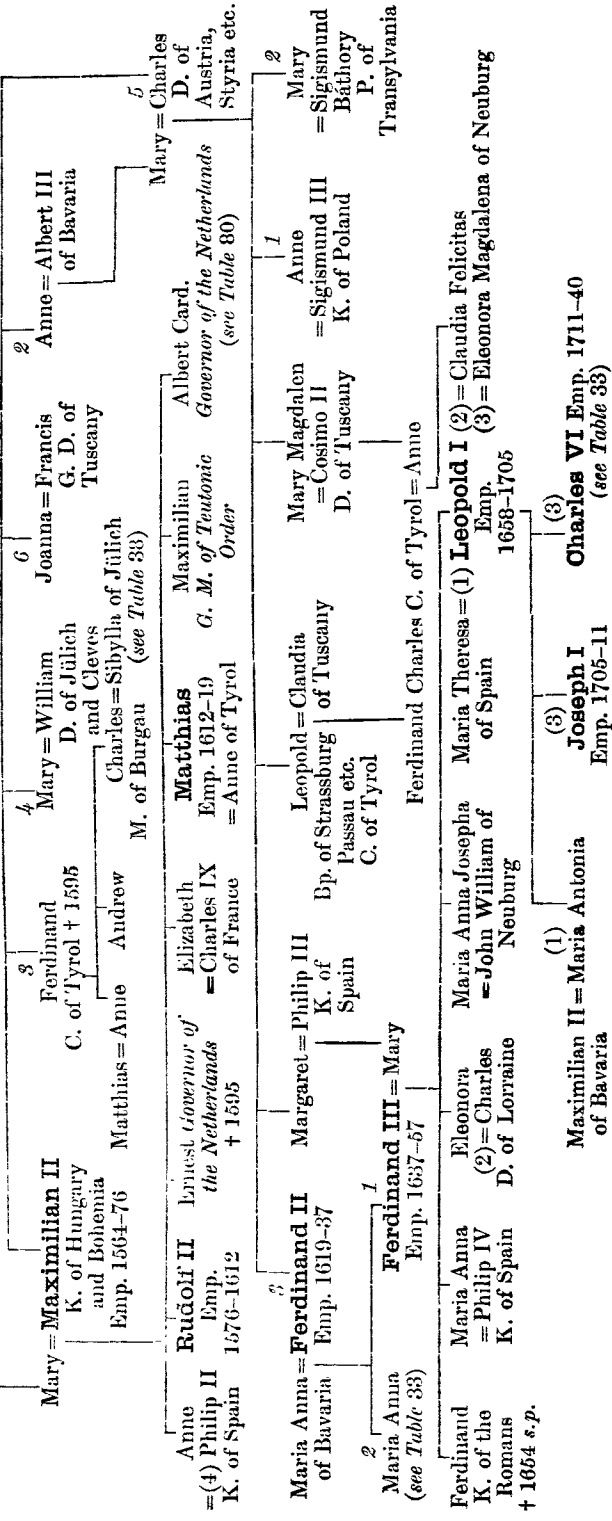 Mary = Maximilian II
K. of Hungary
and Bohemia
Emp. 1564-76
3
Ferdinand
C. of Tyrol † 1595
4
Mary = William
D. of Jülich
and Cleves
6
Joanna = Francis
G. D. of
Tuscany
2
Anne = Albert III
of Bavaria
5
Mary = Charles
D. of
Austria,
Styria etc.
Matthias = Anne
Andrew
Charles = Sibylla of Jülich
M. of Burgau
(see Table 33)
Anne
= (4) Philip II
K. of Spain
Rudolf II
Emp.
1576-1612
Ernest Governor of
the Netherlands
† 1595
Elizabeth
= Charles IX
of France
Matthias
Emp. 1612-19
= Anne of Tyrol
Maximilian
G. M. of Teutonic
Order
Albert Card.
Governor of the Netherlands
(see Table 80)
3
Maria Anna = Ferdinand II
of Bavaria
Emp. 1619-37
Margaret = Philip III
K. of
Spain
Leopold = Claudia
Bp. of Strassburg
of Tuscany
Passau etc.
C. of Tyrol
Mary Magdalen
= Cosimo II
D. of Tuscany
1
Anne
= Sigismund III
K. of Poland
2
Mary
= Sigismund
Báthory
P. of
Transylvania
2
Maria Anna
(see Table 33)
1
Ferdinand III = Mary
Emp. 1637-57
Ferdinand Charles C. of Tyrol = Anne
Ferdinand
K. of the
Romans
† 1654 s.p.
Maria Anna
= Philip IV
K. of Spain
Eleonora
(2) = Charles
D. of Lorraine
Maria Anna Josepha
= John William of
Neuburg
Maria Theresa = (1) Leopold I (2) = Claudia Folicitas
of Spain
Emp.
(3) = Eleonora Magdalena of Neuburg
1658-1705
(1)
Maximilian II = Maria Antonia
of Bavaria
(3)
Joseph I
Emp. 1705-11
(3)
Charles VI Emp. 1711-40
(see Table 33)